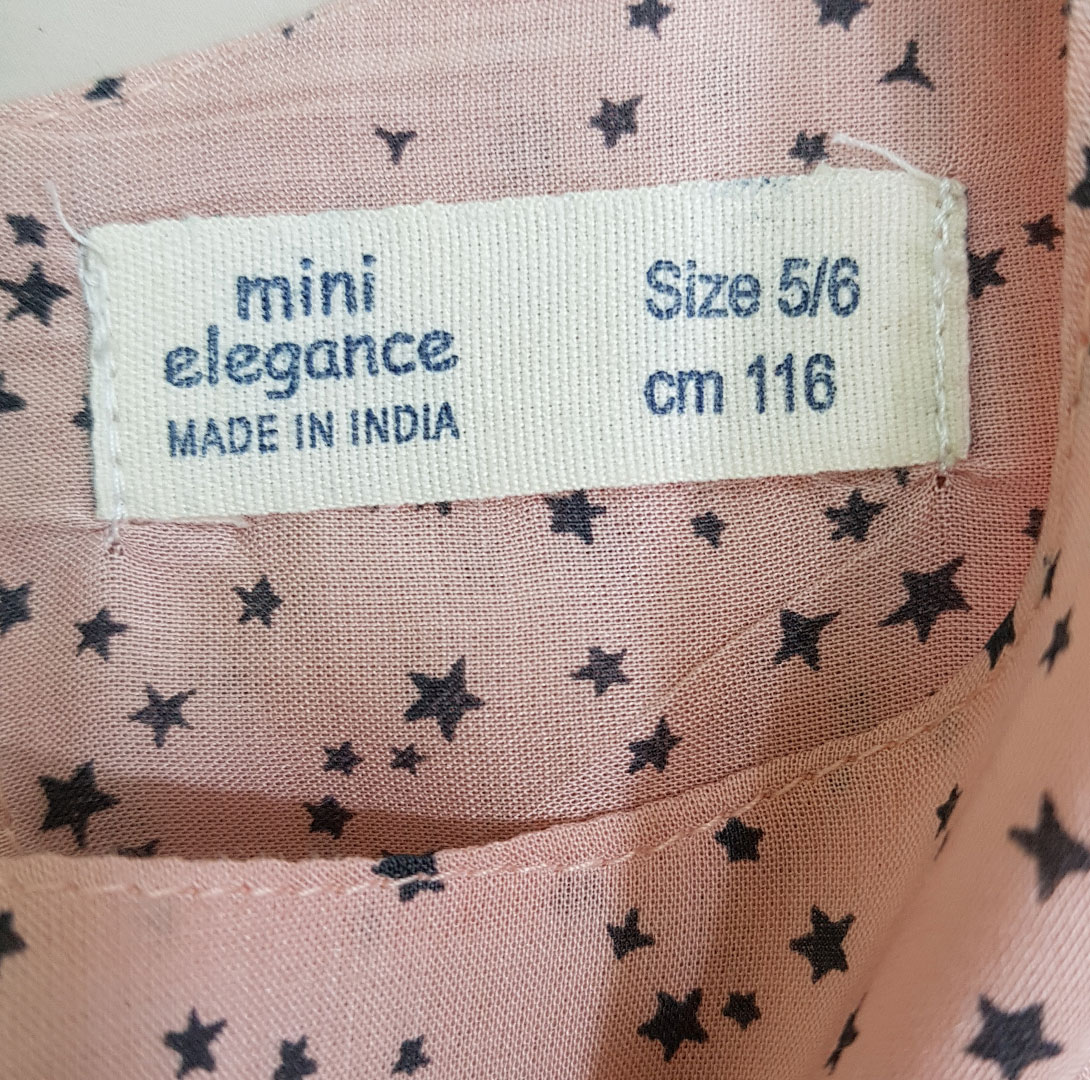 mini
elegance
MADE IN INDIA
Size 5/6
cm 116